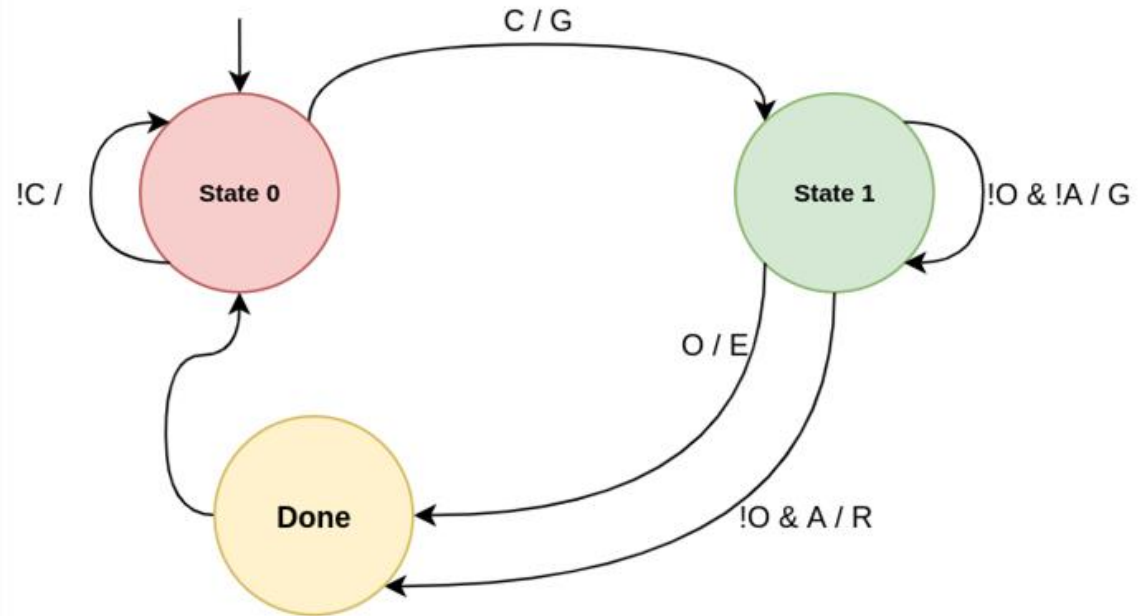 C / G
!C /
State 0
State 1
!O & !A / G
O / E
Done
!O & A / R